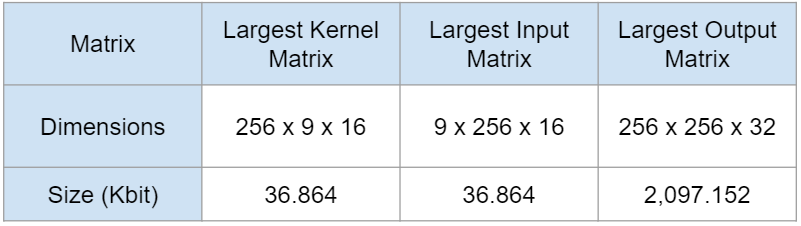 Matrix
Largest Kernel
Matrix
Largest Input
Matrix
Largest Output
Matrix
Dimensions
256 x 9 x 16
9 x 256 x 16
256 x 256 x 32
Size (Kbit)
36.864
36.864
2,097.152